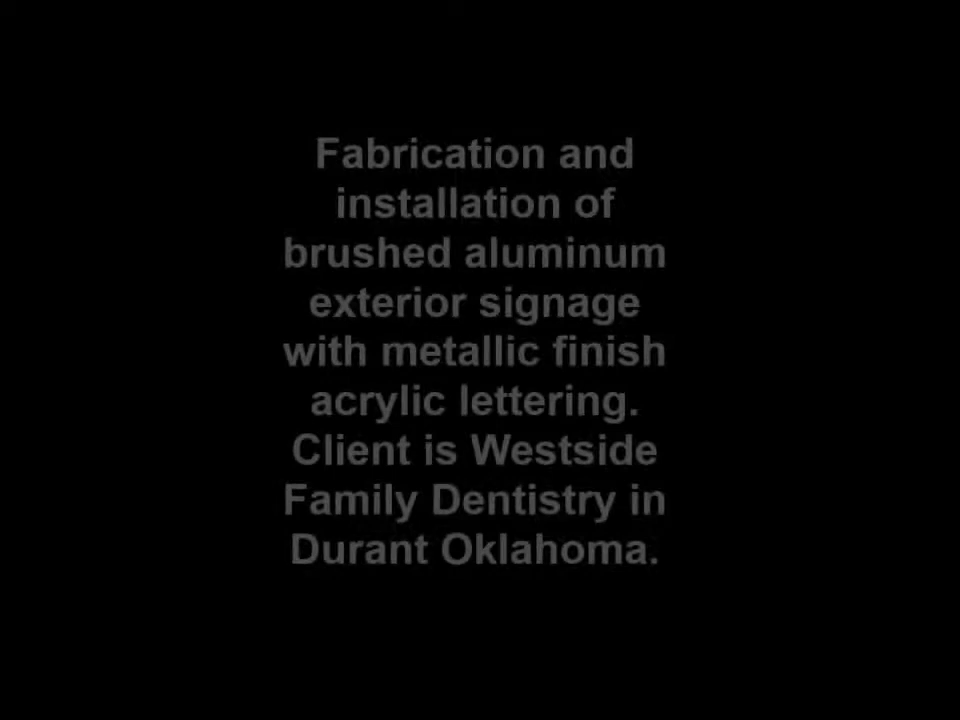 Fabrication and
installation of
brushed aluminum
exterior signage
with metallic finish
acrylic lettering.
Client is Westside
Family Dentistry in
Durant Oklahoma.